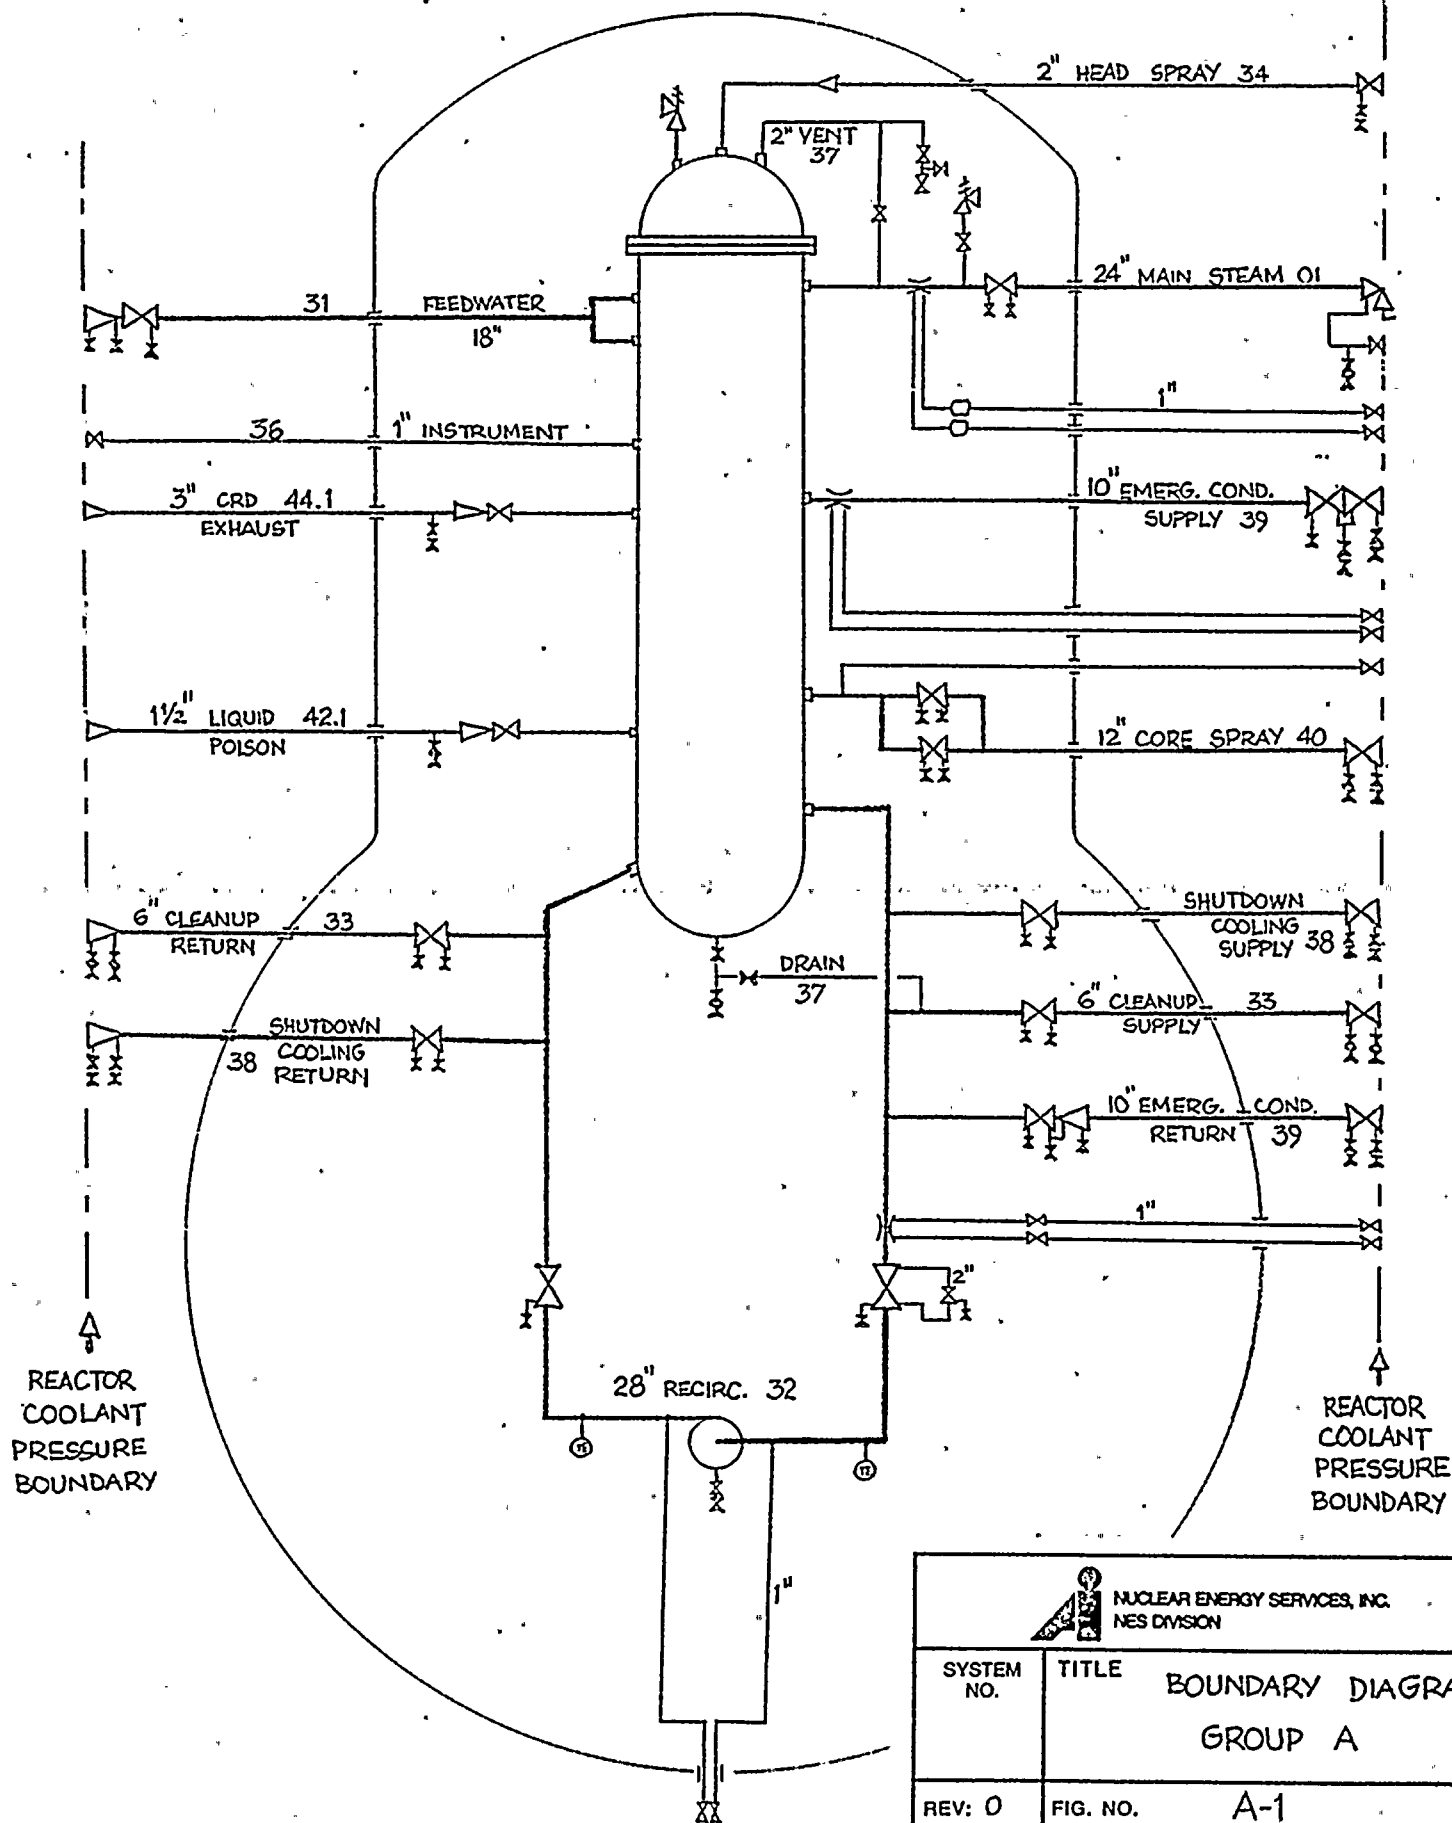 2" HEAD SPRAY 34
2" VENT
37
24" MAIN STEAM 01
31
FEEDWATER
18"
1"
36
1" INSTRUMENT
3" CRD 44.1
EXHAUST
10" EMERG. COND.
SUPPLY 39
1½" LIQUID 42.1
POISON
12" CORE SPRAY 40
6" CLEANUP 33
RETURN
SHUTDOWN
COOLING
SUPPLY 38
DRAIN
37
6" CLEANUP 33
SUPPLY
38
SHUTDOWN
COOLING
RETURN
10" EMERG. COND.
RETURN 39
1"
2"
28" RECIRC. 32
REACTOR
COOLANT
PRESSURE
BOUNDARY
REACTOR
COOLANT
PRESSURE
BOUNDARY
1"
NUCLEAR ENERGY SERVICES, INC.
NES DIVISION
SYSTEM
NO.
TITLE
BOUNDARY DIAGRA
GROUP A
REV: 0
FIG. NO. A-1